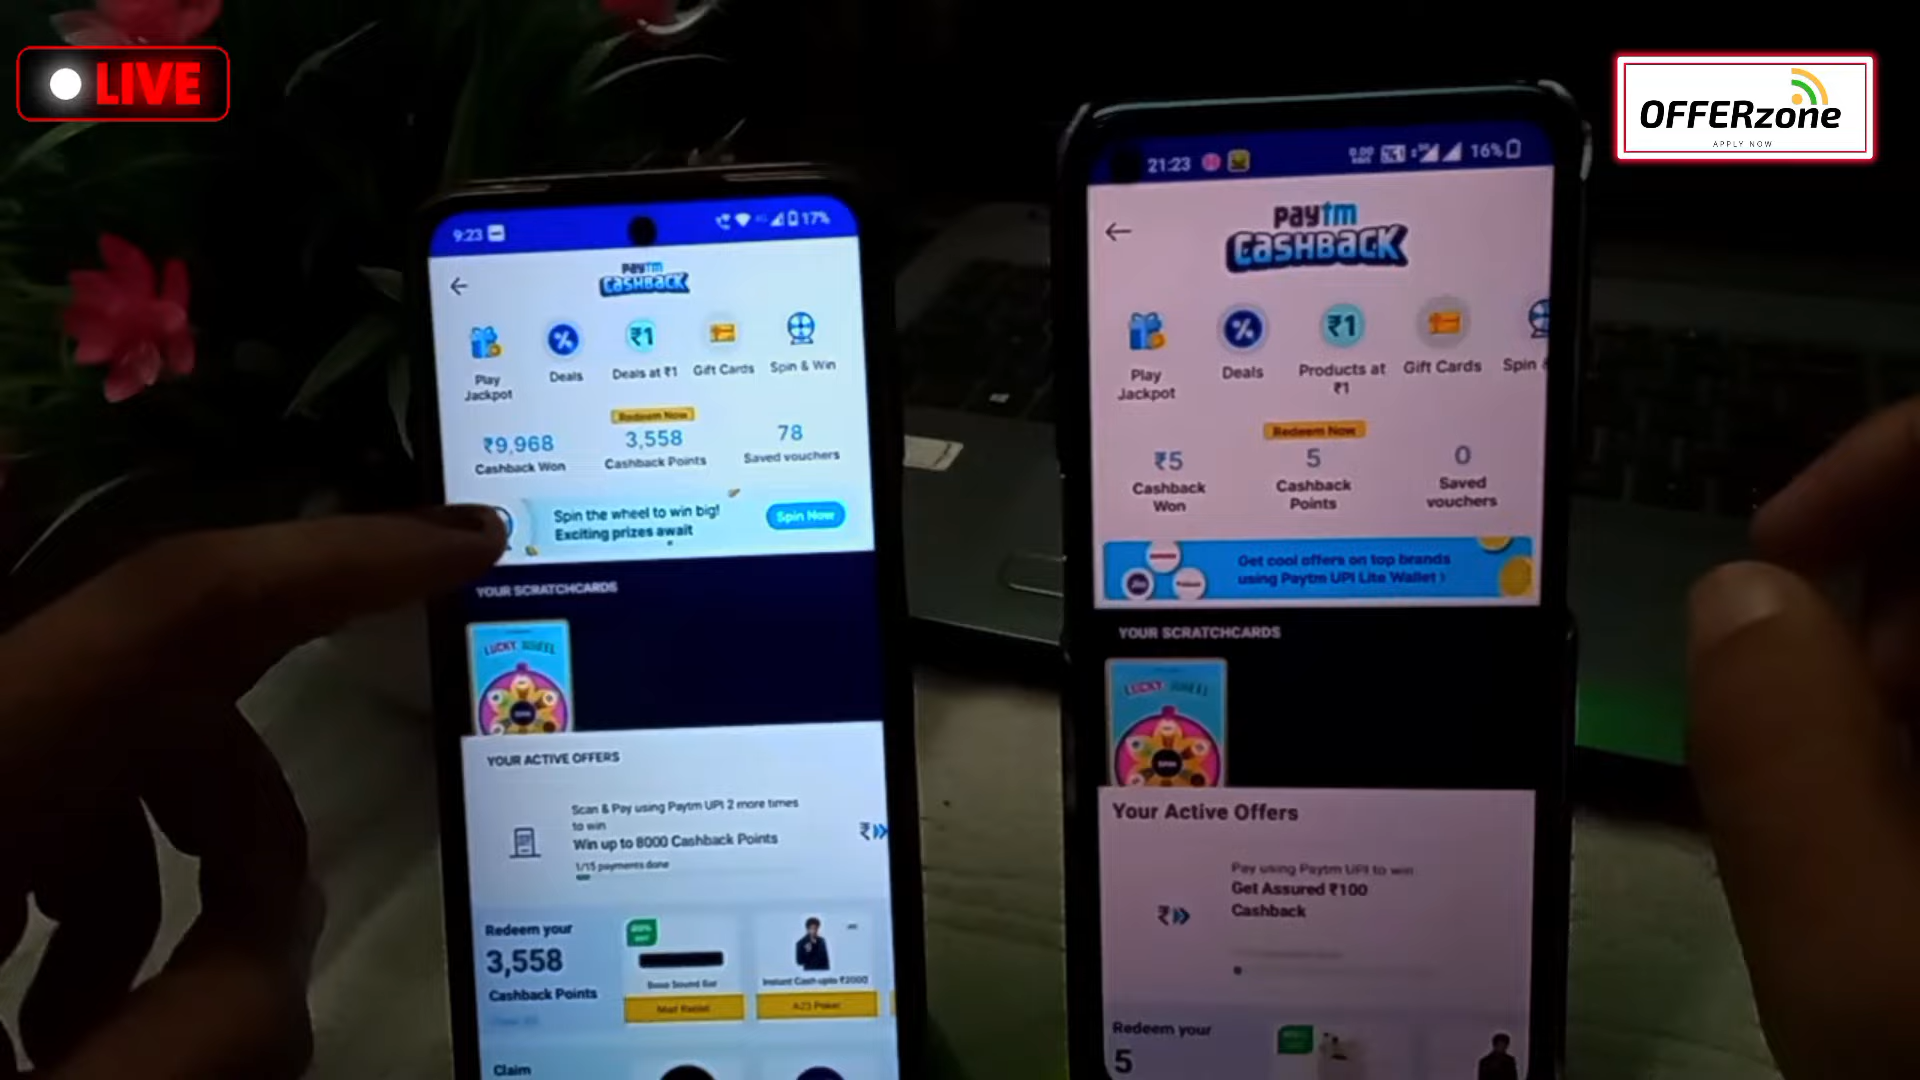 LIVE
OFFERzone
APPLY NOW
9:23
17%
paytm
CASHBACK
Play
Jackpot
%
Deals
₹1
Deals at ₹1
Gift Cards
Spin & Win
₹9,968
Cashback Won
Redeem Now
3,558
Cashback Points
78
Saved vouchers
Spin the wheel to win big!
Exciting prizes await
Spin Now
YOUR SCRATCHCARDS
LUCKY WHEEL
SPIN
YOUR ACTIVE OFFERS
Scan & Pay using Paytm UPI 2 more times
to win
Win up to 8000 Cashback Points
1/15 payments done
₹
Redeem your
3,558
Cashback Points
Boso Sound Bar
Instant Cash upto ₹2000
A23 Poker
Claim
21:23
16%
paytm
CASHBACK
Play
Jackpot
%
Deals
₹1
Products at
₹1
Gift Cards
Spin &
₹5
Cashback
Won
Redeem Now
5
Cashback
Points
0
Saved
vouchers
Jio
Get cool offers on top brands
using Paytm UPI Lite Wallet >
YOUR SCRATCHCARDS
LUCKY WHEEL
SPIN
Your Active Offers
Pay using Paytm UPI to win
Get Assured ₹100
Cashback
₹
Redeem your
5